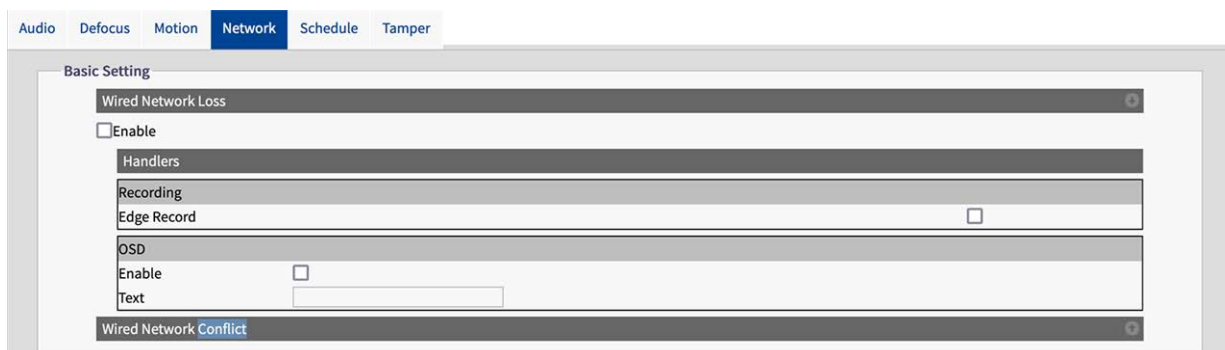 Audio Defocus Motion Network Schedule Tamper
Basic Setting
Wired Network Loss
Enable
Handlers
Recording
Edge Record
OSD
Enable
Text
Wired Network Conflict